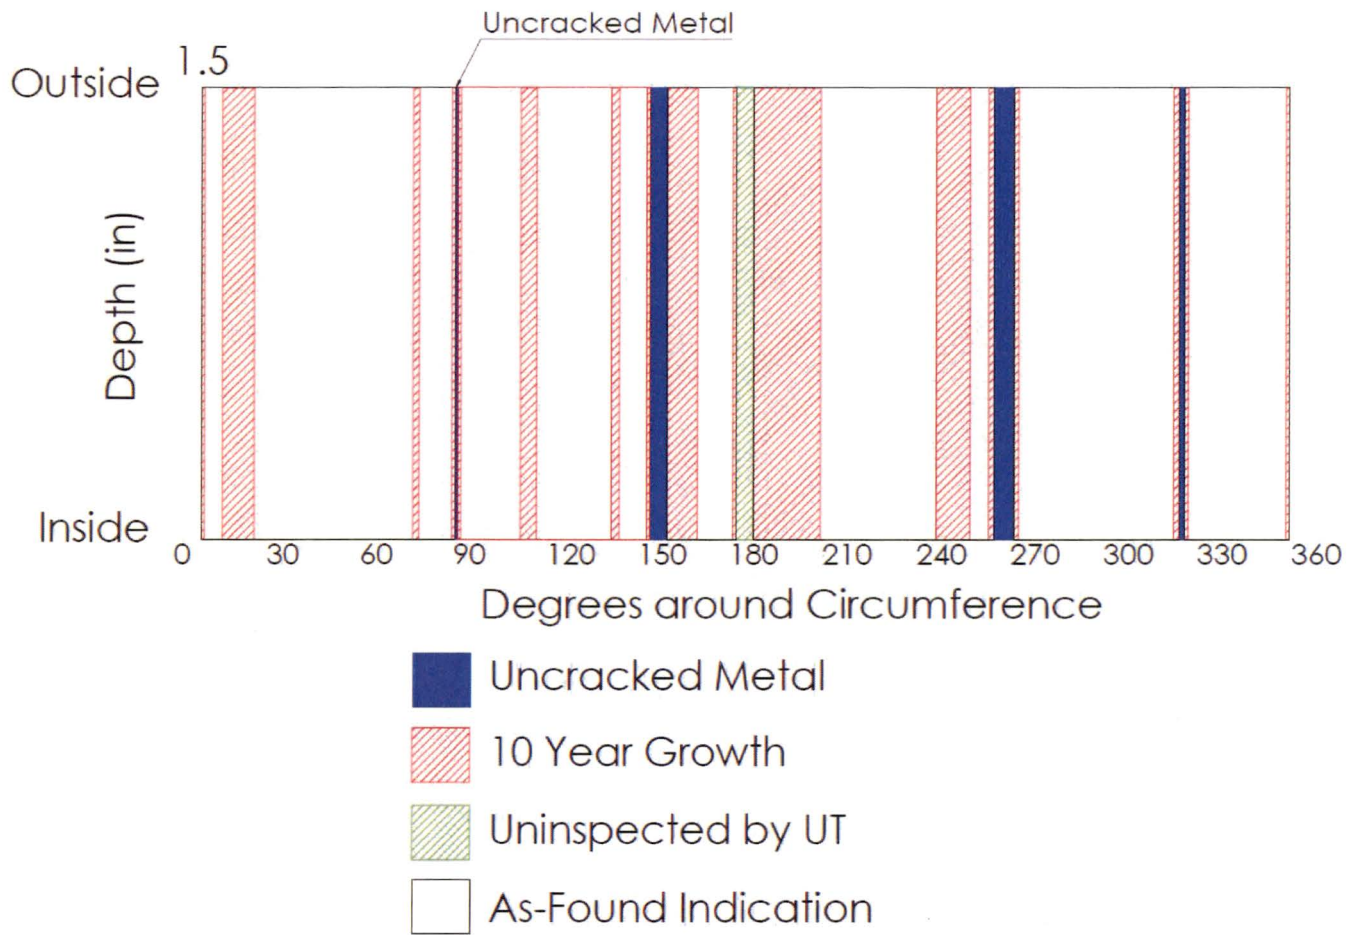 Uncracked Metal
1.5
Outside
Depth (in)
Inside
0 30 60 90 120 150 180 210 240 270 300 330 360
Degrees around Circumference
Uncracked Metal
10 Year Growth
Uninspected by UT
As-Found Indication